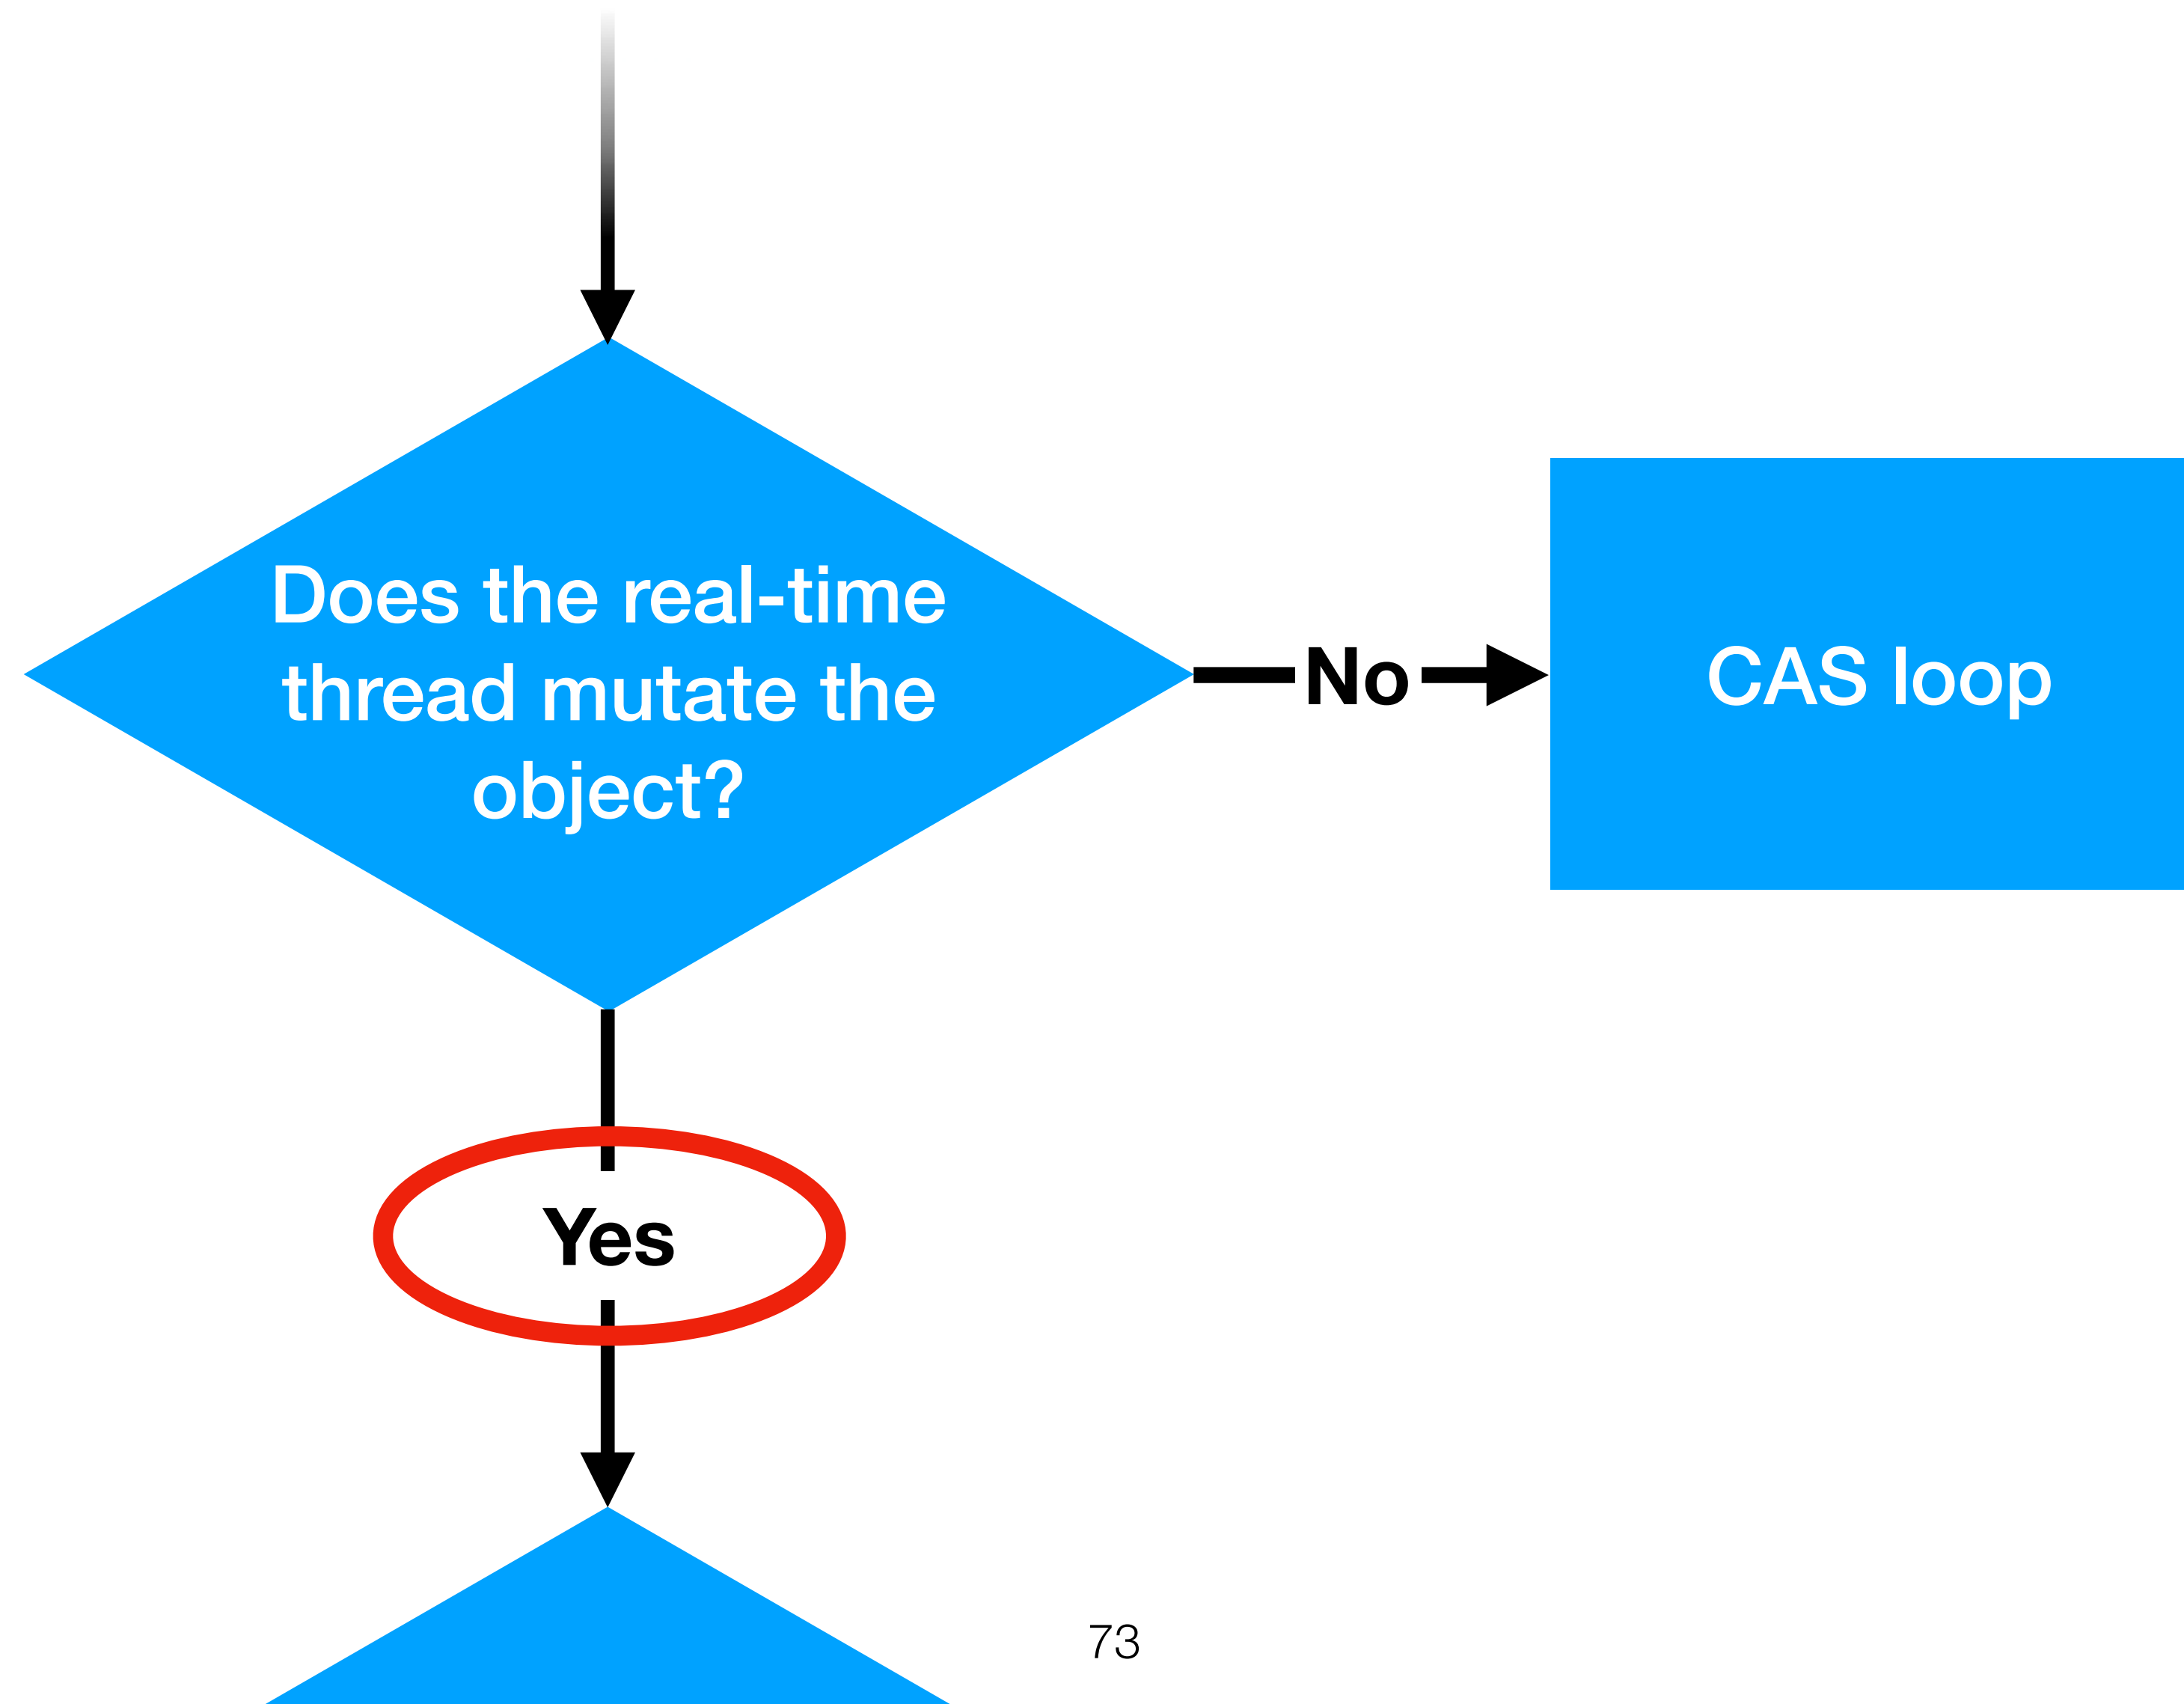 Does the real-time
thread mutate the
object?
No
CAS loop
Yes
73